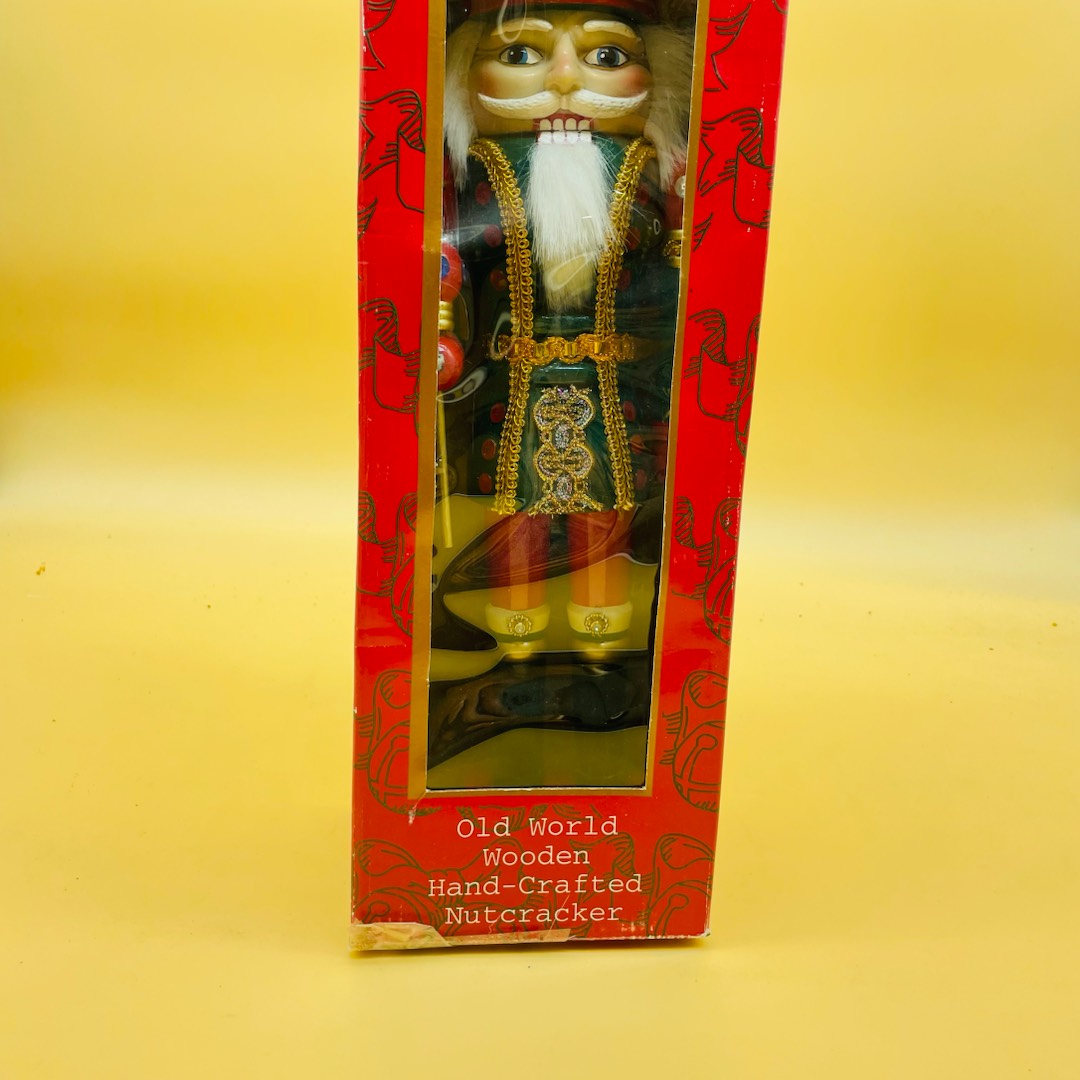 Old World
Wooden
Hand-Crafted
Nutcracker